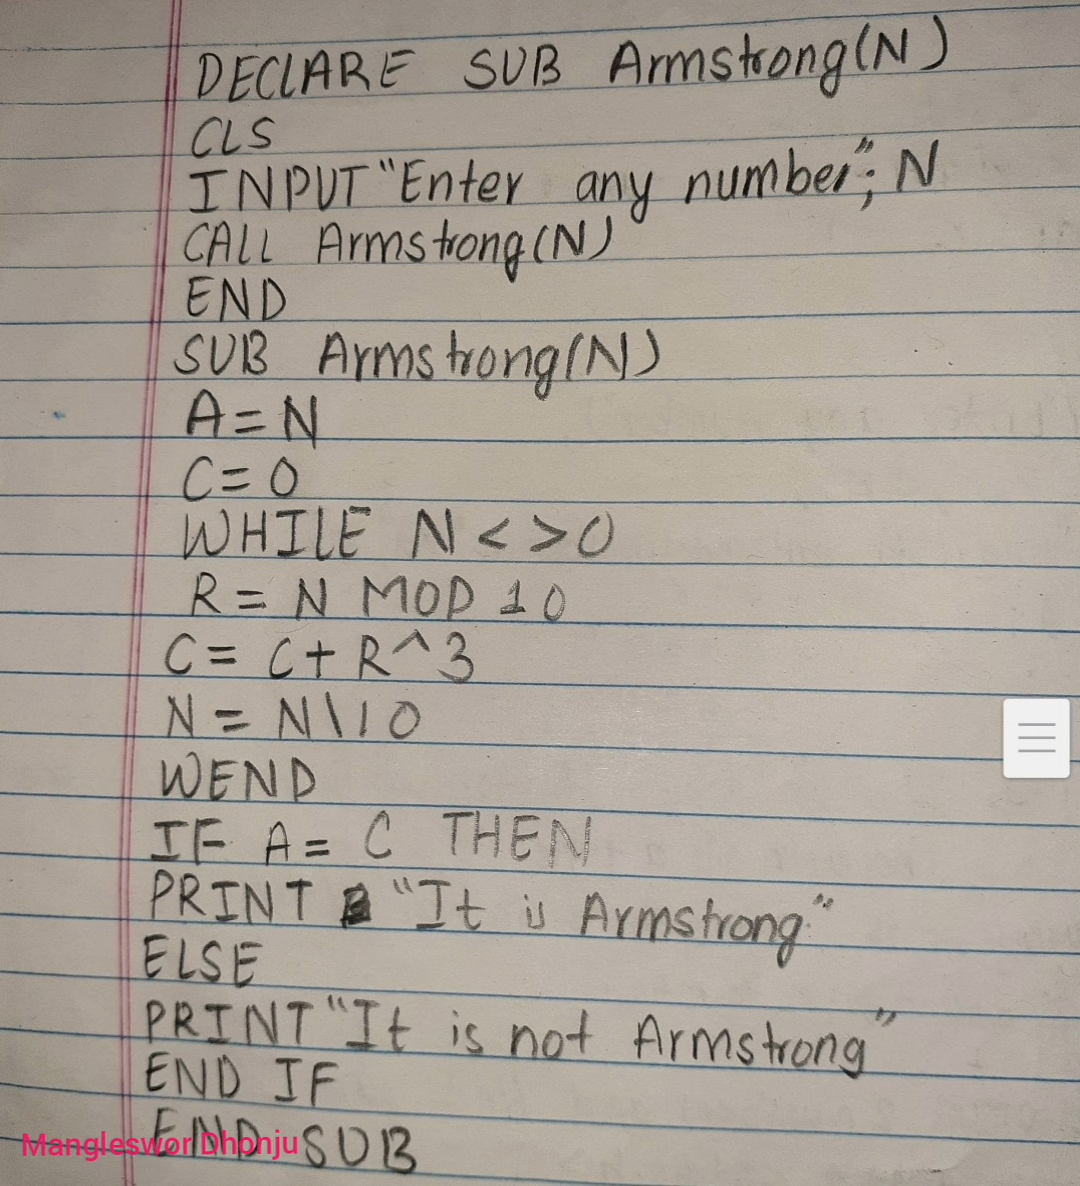 DECLARE SUB Armstrong(N)
CLS
INPUT "Enter any number"; N
CALL Armstrong(N)
END
SUB Armstrong(N)
A=N
C=0
WHILE N <>0
R= N MOD 10
C= C+ R^3
N = N\10
WEND
IF A= C THEN
PRINT "It is Armstrong"
ELSE
PRINT "It is not Armstrong"
END IF
END SUB
Mangleswor Dhonju